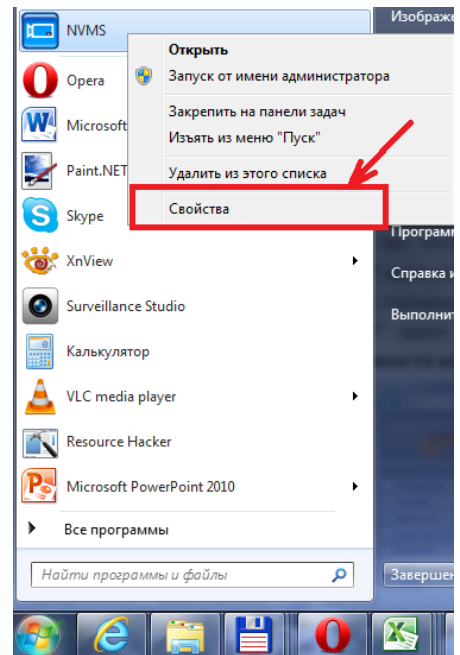 Изображе
NVMS
Открыть
Opera
Запуск от имени администратора
Закрепить на панели задач
Microsoft
Изъять из меню "Пуск"
Paint.NET
Удалить из этого списка
Skype
Свойства
Програм
XnView
Справка и
Surveillance Studio
Выполнит
Калькулятор
VLC media player
Resource Hacker
Microsoft PowerPoint 2010
Все программы
Найти программы и файлы
Завершен